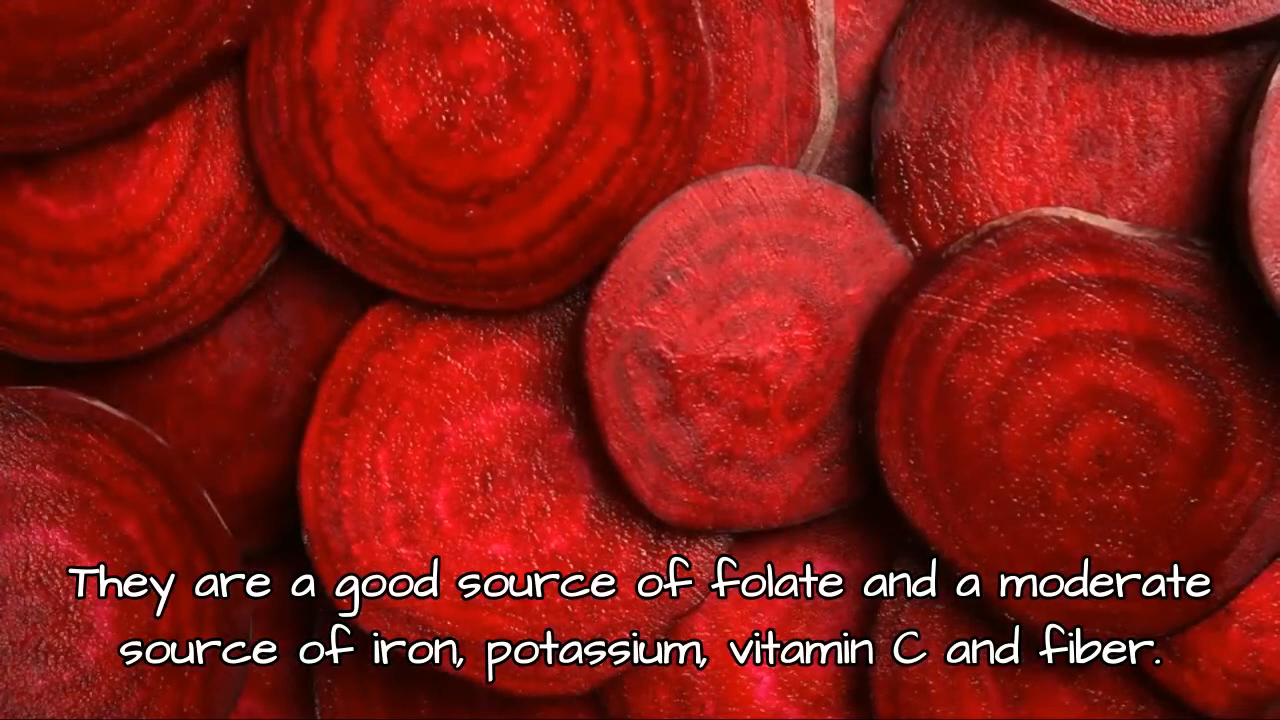 They are a good source of folate and a moderate
source of iron, potassium, vitamin C and fiber.